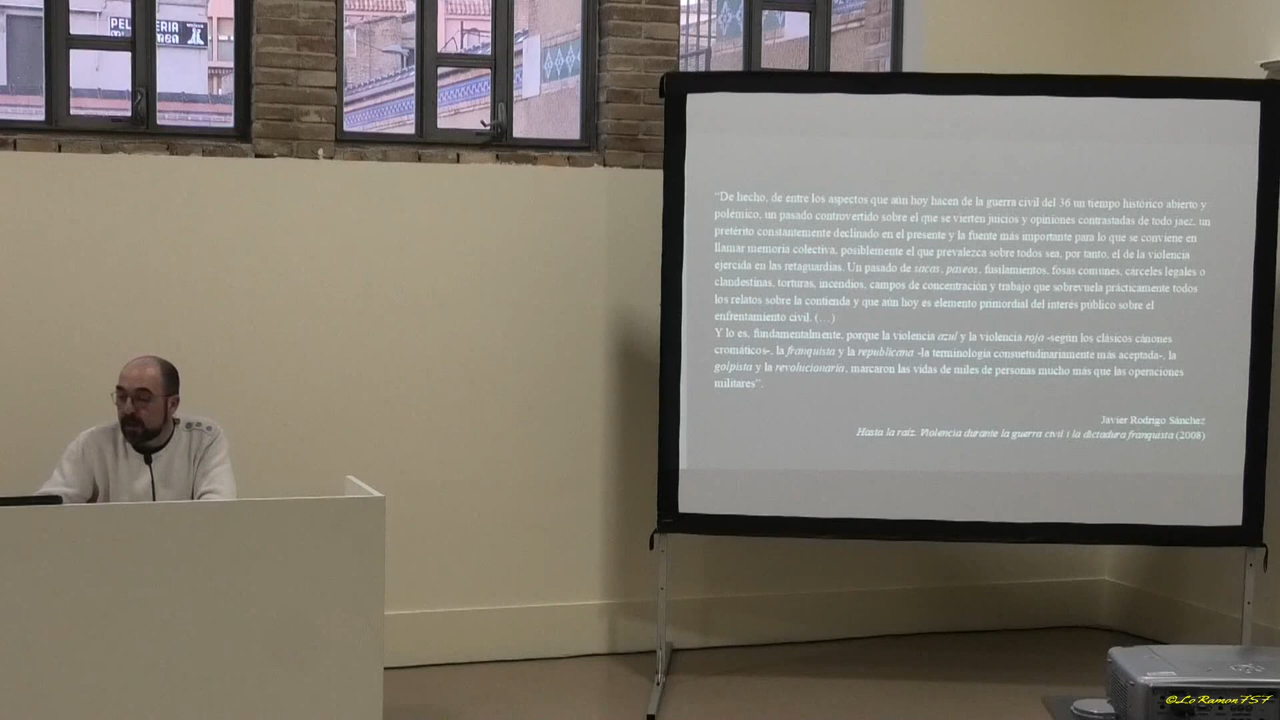 PEL ERIA
"De hecho, de entre los aspectos que aún hoy hacen de la guerra civil del 36 un tiempo histórico abierto y
polémico, un pasado controvertido sobre el que se vierten juicios y opiniones contrastadas de todo jaez, un
pretérito constantemente declinado en el presente y la fuente más importante para lo que se conviene en
llamar memoria colectiva, posiblemente el que prevalezca sobre todos sea, por tanto, el de la violencia
ejercida en las retaguardias. Un pasado de sacas, paseos, fusilamientos, fosas comunes, cárceles legales o
clandestinas, torturas, incendios, campos de concentración y trabajo que sobrevuela prácticamente todos
los relatos sobre la contienda y que aún hoy es elemento primordial del interés público sobre el
enfrentamiento civil. (…)
Y lo es, fundamentalmente, porque la violencia azul y la violencia roja -según los clásicos cánones
cromáticos-, la franquista y la republicana -la terminología consuetudinariamente más aceptada-, la
golpista y la revolucionaria, marcaron las vidas de miles de personas mucho más que las operaciones
militares".
Javier Rodrigo Sánchez
Hasta la raíz. Violencia durante la guerra civil i la dictadura franquista (2008)
©LoRamon757